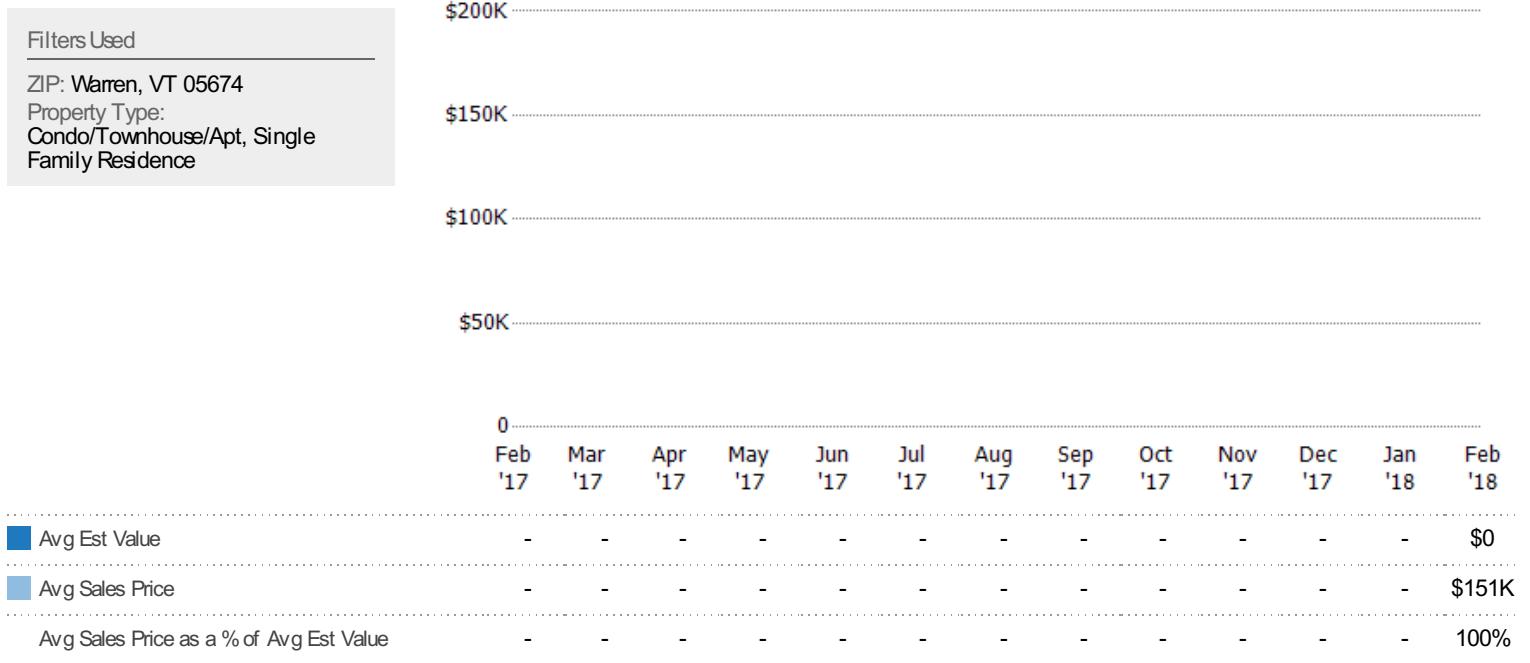 Filters Used
ZIP: Warren, VT 05674
Property Type:
Condo/Townhouse/Apt, Single
Family Residence
$200K
$150K
$100K
$50K
0
Feb Mar Apr May Jun Jul Aug Sep Oct Nov Dec Jan Feb
'17 '17 '17 '17 '17 '17 '17 '17 '17 '17 '17 '18 '18
Avg Est Value - - - - - - - - - - - - $0
Avg Sales Price - - - - - - - - - - - - $151K
Avg Sales Price as a % of Avg Est Value - - - - - - - - - - - - 100%